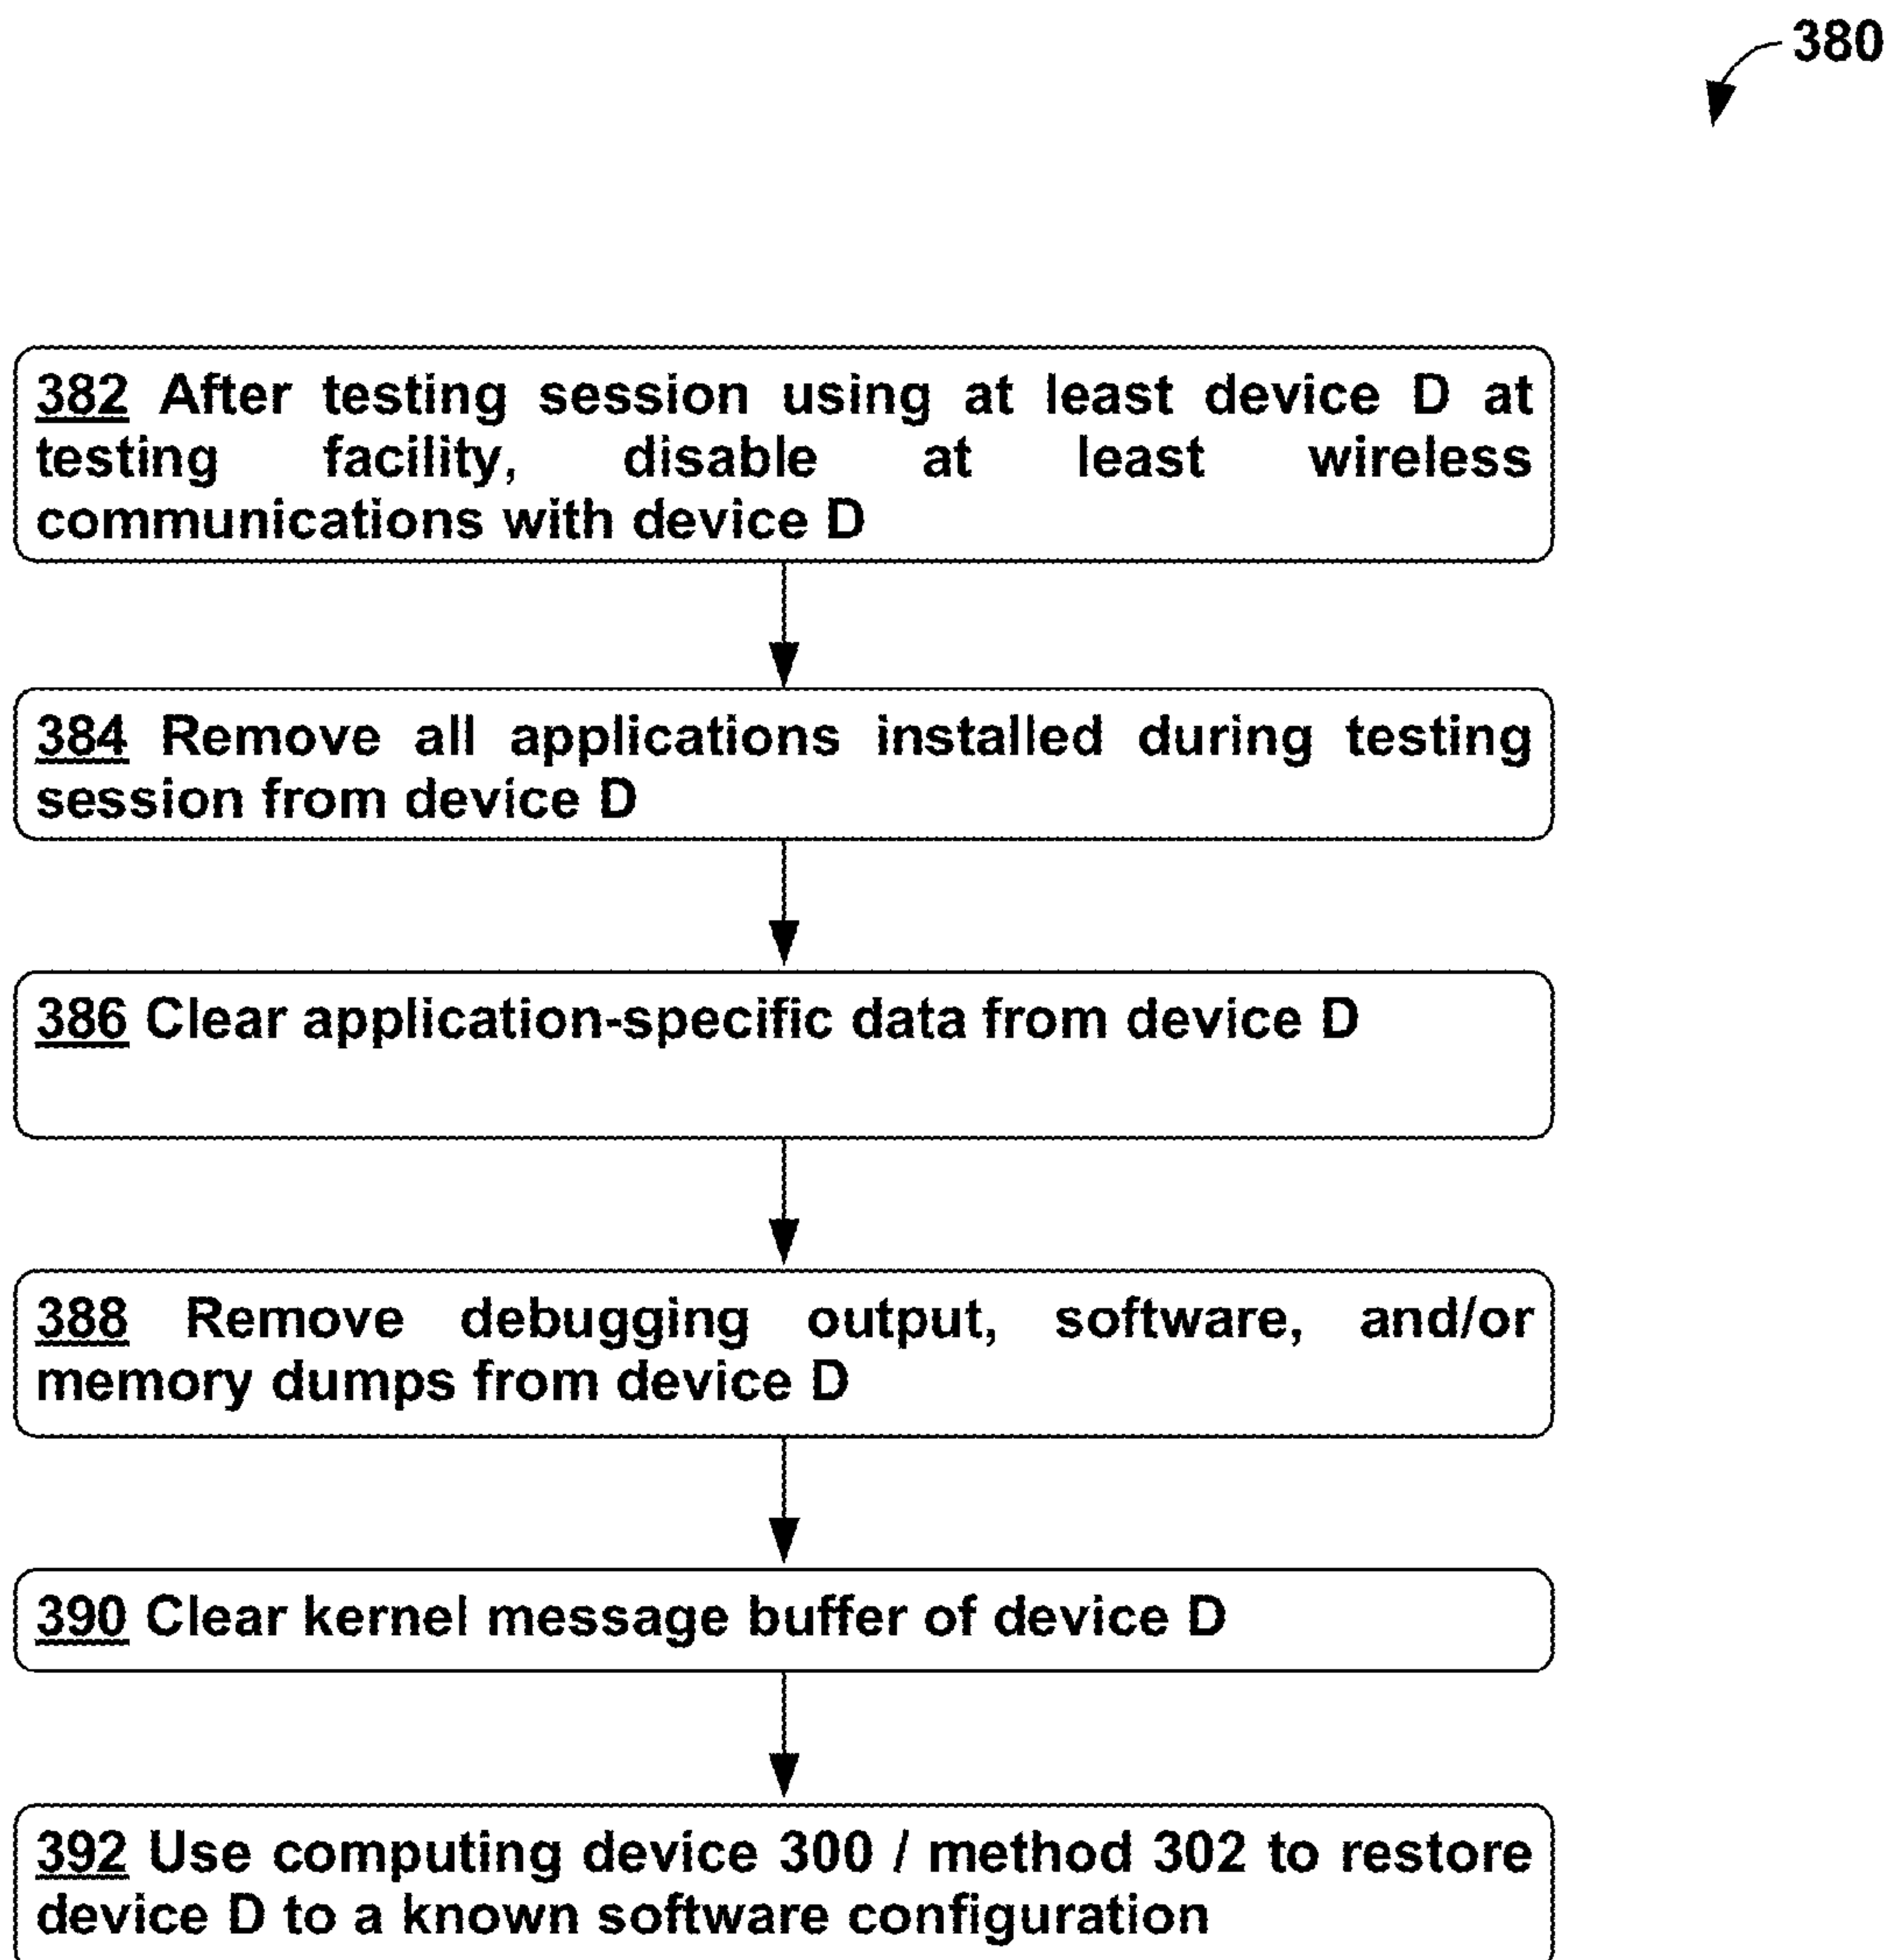 380
382 After testing session using at least device D at
testing facility, disable at least wireless
communications with device D
384 Remove all applications installed during testing
session from device D
386 Clear application-specific data from device D
388 Remove debugging output, software, and/or
memory dumps from device D
390 Clear kernel message buffer of device D
392 Use computing device 300 / method 302 to restore
device D to a known software configuration